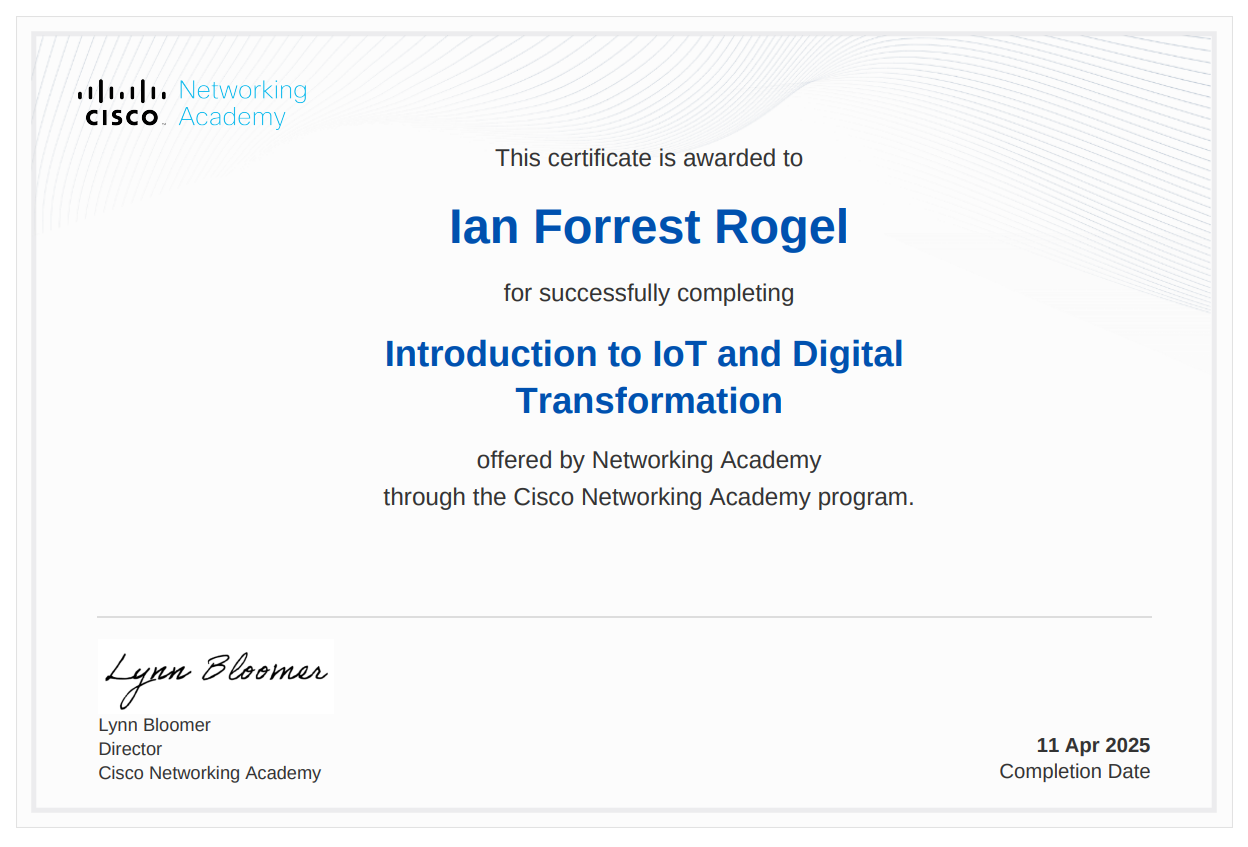 Networking
CISCO Academy
This certificate is awarded to
Ian Forrest Rogel
for successfully completing
Introduction to IoT and Digital
Transformation
offered by Networking Academy
through the Cisco Networking Academy program.
Lynn Bloomer
Lynn Bloomer
Director
Cisco Networking Academy
11 Apr 2025
Completion Date